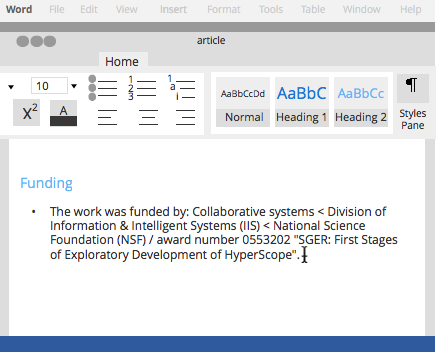 Word File Edit View Insert Format Tools Table Window Help
article
Home
10
X2 A
1
2
3
1
a
i
AaBbCcDd AaBbC AaBbCc ¶
Normal Heading 1 Heading 2 Styles
Pane
Funding
• The work was funded by: Collaborative systems < Division of
Information & Intelligent Systems (IIS) < National Science
Foundation (NSF) / award number 0553202 "SGER: First Stages
of Exploratory Development of HyperScope".